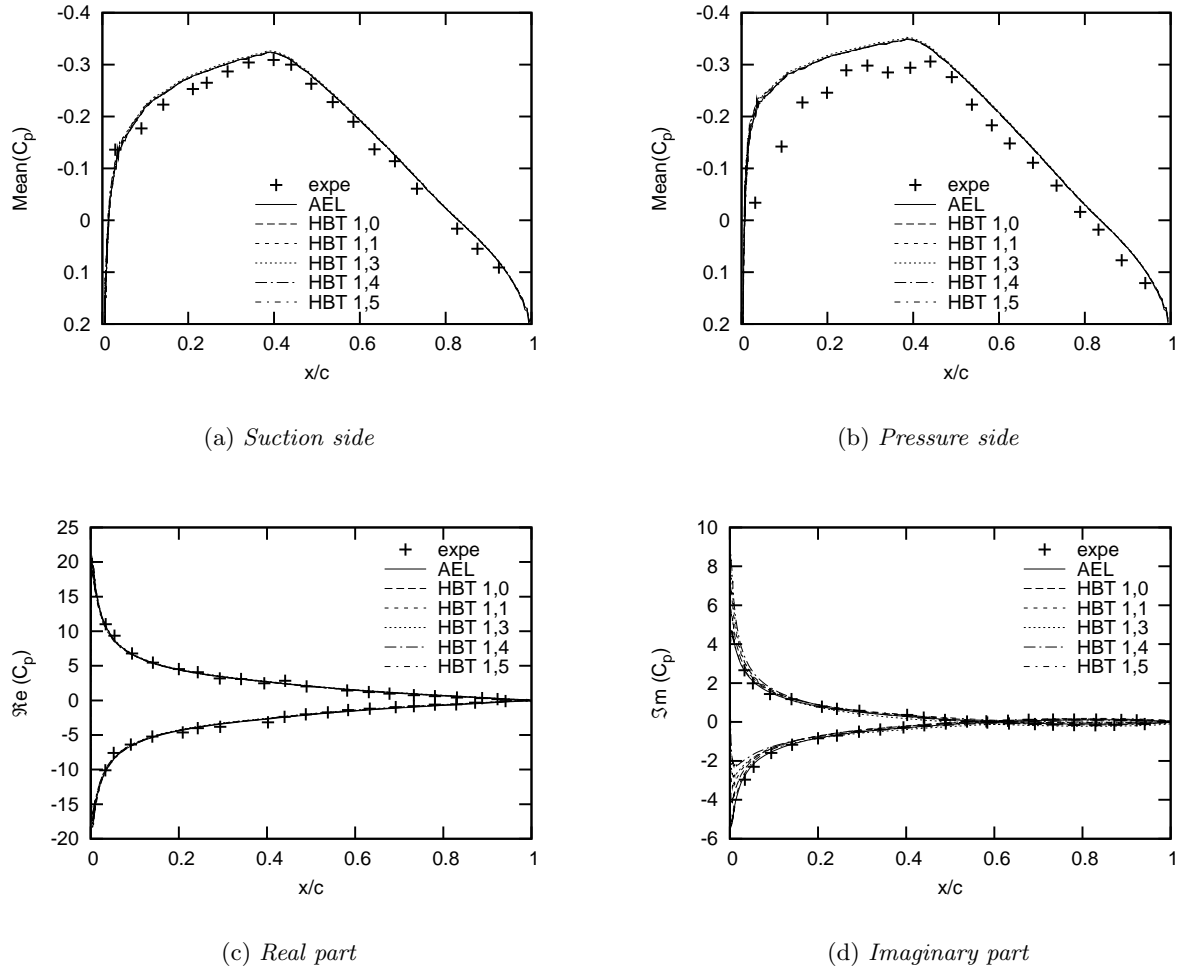 -0.4
-0.3
-0.2
-0.1
0
0.1
0.2
Mean(Cp)
expe
AEL
HBT 1,0
HBT 1,1
HBT 1,3
HBT 1,4
HBT 1,5
0 0.2 0.4 0.6 0.8 1
x/c
(a) Suction side
-0.4
-0.3
-0.2
-0.1
0
0.1
0.2
Mean(Cp)
expe
AEL
HBT 1,0
HBT 1,1
HBT 1,3
HBT 1,4
HBT 1,5
0 0.2 0.4 0.6 0.8 1
x/c
(b) Pressure side
25
20
15
10
5
0
-5
-10
-15
-20
ℜe (Cp)
expe
AEL
HBT 1,0
HBT 1,1
HBT 1,3
HBT 1,4
HBT 1,5
0 0.2 0.4 0.6 0.8 1
x/c
(c) Real part
10
8
6
4
2
0
-2
-4
-6
ℑm (Cp)
expe
AEL
HBT 1,0
HBT 1,1
HBT 1,3
HBT 1,4
HBT 1,5
0 0.2 0.4 0.6 0.8 1
x/c
(d) Imaginary part